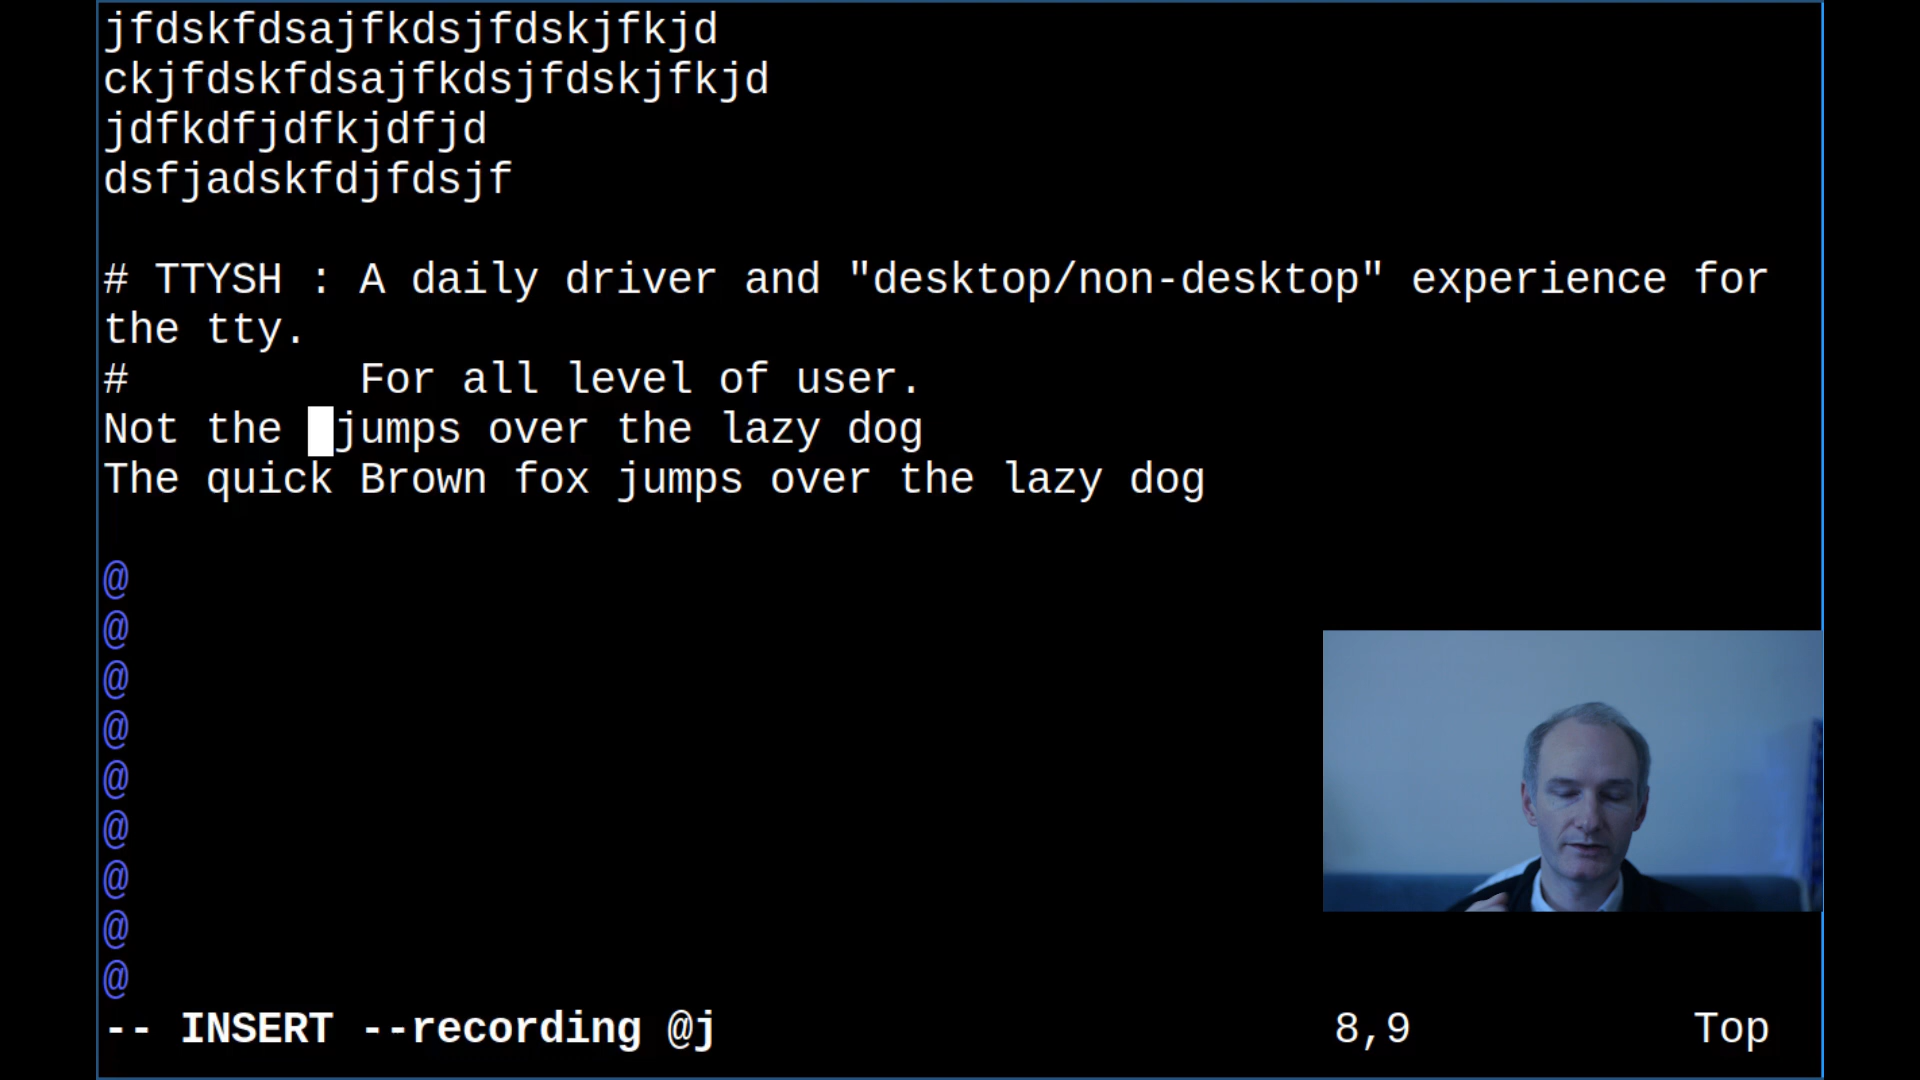 jfdskfdsajfkdsjfdskjfkjd
ckjfdskfdsajfkdsjfdskjfkjd
jdfkdfjdfkjdfjd
dsfjadskfdjfdsjf
# TTYSH : A daily driver and "desktop/non-desktop" experience for
the tty.
#         For all level of user.
Not the  jumps over the lazy dog
The quick Brown fox jumps over the lazy dog
@
@
@
@
@
@
@
@
@
-- INSERT --recording @j 8,9 Top